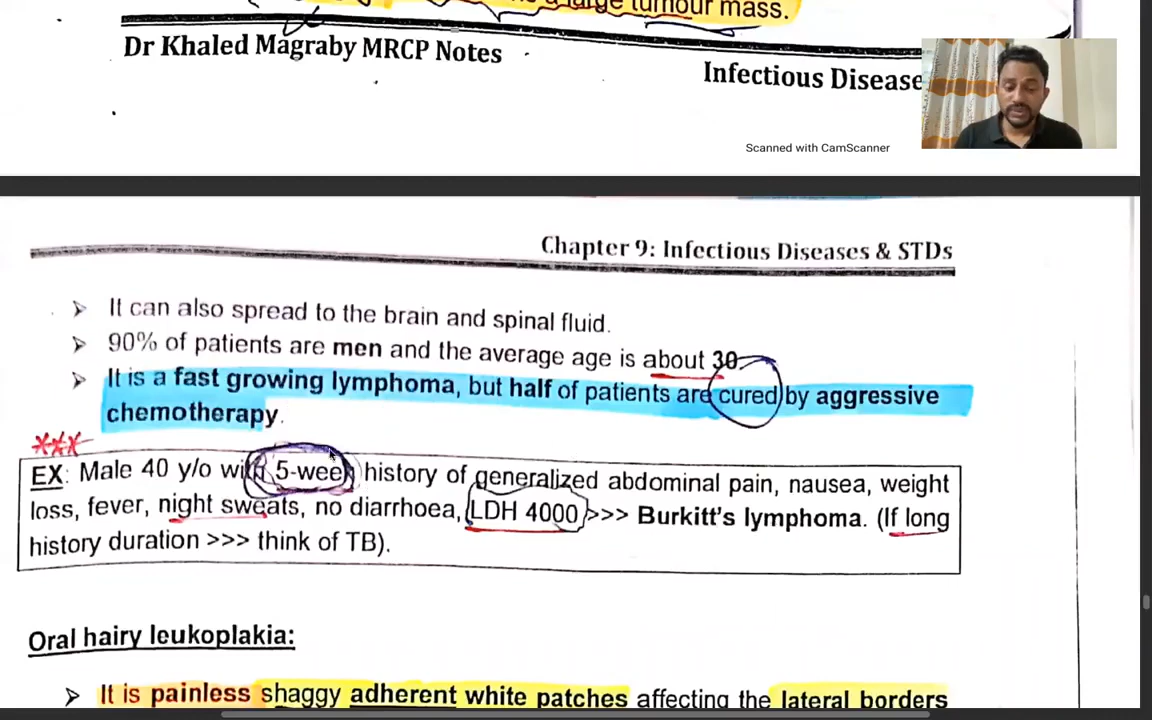 a large tumour mass.
Dr Khaled Magraby MRCP Notes
Infectious Disease
Scanned with CamScanner
Chapter 9: Infectious Diseases & STDs
➢ It can also spread to the brain and spinal fluid.
➢ 90% of patients are men and the average age is about 30.
➢ It is a fast growing lymphoma, but half of patients are cured by aggressive
chemotherapy.
***
EX: Male 40 y/o with 5-week history of generalized abdominal pain, nausea, weight
loss, fever, night sweats, no diarrhoea, LDH 4000 >>> Burkitt's lymphoma. (If long
history duration >>> think of TB).
Oral hairy leukoplakia:
➢ It is painless shaggy adherent white patches affecting the lateral borders